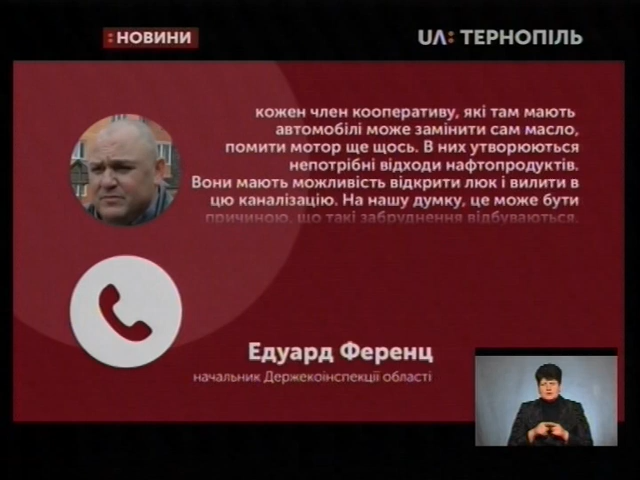 :НОВИНИ
UA: ТЕРНОПІЛЬ
кожен член кооперативу, які там мають
автомобілі може замінити сам масло,
помити мотор ще щось. В них утворюються
непотрібні відходи нафтопродуктів.
Вони мають можливість відкрити люк і вилити в
цю каналізацію. На нашу думку, це може бути
причиною, що такі забруднення відбуваються.
Едуард Ференц
начальник Держекоінспекції області